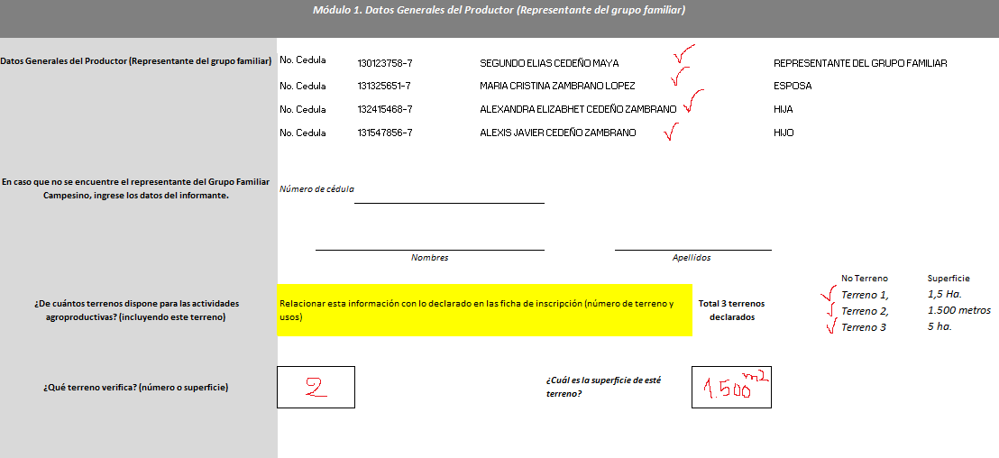 Módulo 1. Datos Generales del Productor (Representante del grupo familiar)
Datos Generales del Productor (Representante del grupo familiar) No. Cedula 130123758-7 SEGUNDO ELIAS CEDEÑO MAYA REPRESENTANTE DEL GRUPO FAMILIAR
No. Cedula 131325651-7 MARIA CRISTINA ZAMBRANO LOPEZ ESPOSA
No. Cedula 132415468-7 ALEXANDRA ELIZABHET CEDEÑO ZAMBRANO HIJA
No. Cedula 131547856-7 ALEXIS JAVIER CEDEÑO ZAMBRANO HIJO
En caso que no se encuentre el representante del Grupo Familiar
Campesino, ingrese los datos del informante.
Número de cédula
Nombres Apellidos
¿De cuántos terrenos dispone para las actividades
agroproductivas? (incluyendo este terreno)
Relacionar esta información con lo declarado en las ficha de inscripción (número de terreno y
usos)
Total 3 terrenos
declarados
No Terreno Superficie
Terreno 1, 1,5 Ha.
Terreno 2, 1.500 metros
Terreno 3 5 ha.
¿Qué terreno verifica? (número o superficie) 2
¿Cuál es la superficie de esté
terreno?
1.500 m2